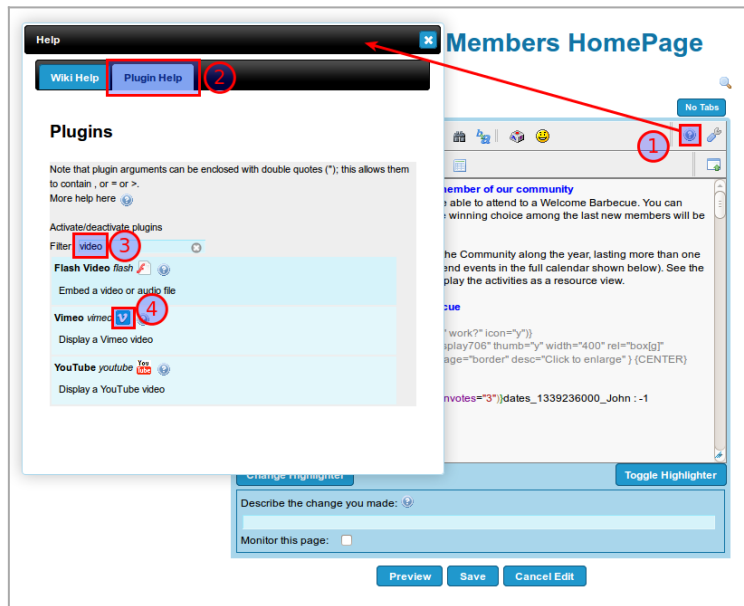 Help
Members HomePage
Wiki Help
Plugin Help
2
No Tabs
1
Plugins
Note that plugin arguments can be enclosed with double quotes ("); this allows them
to contain , or = or >.
More help here
Activate/deactivate plugins
Filter: video
3
Flash Video flash
Embed a video or audio file
Vimeo vimeo
4
Display a Vimeo video
YouTube youtube
You
Tube
Display a YouTube video
ember of our community
able to attend to a Welcome Barbecue. You can
winning choice among the last new members will be
he Community along the year, lasting more than one
end events in the full calendar shown below). See the
play the activities as a resource view.
cue
" work?" icon="y")}
splay706" thumb="y" width="400" rel="box[g]"
age="border" desc="Click to enlarge" } {CENTER}
nvotes="3")}dates_1339236000_John : -1
Change Highlighter
Toggle Highlighter
Describe the change you made:
Monitor this page:
Preview
Save
Cancel Edit